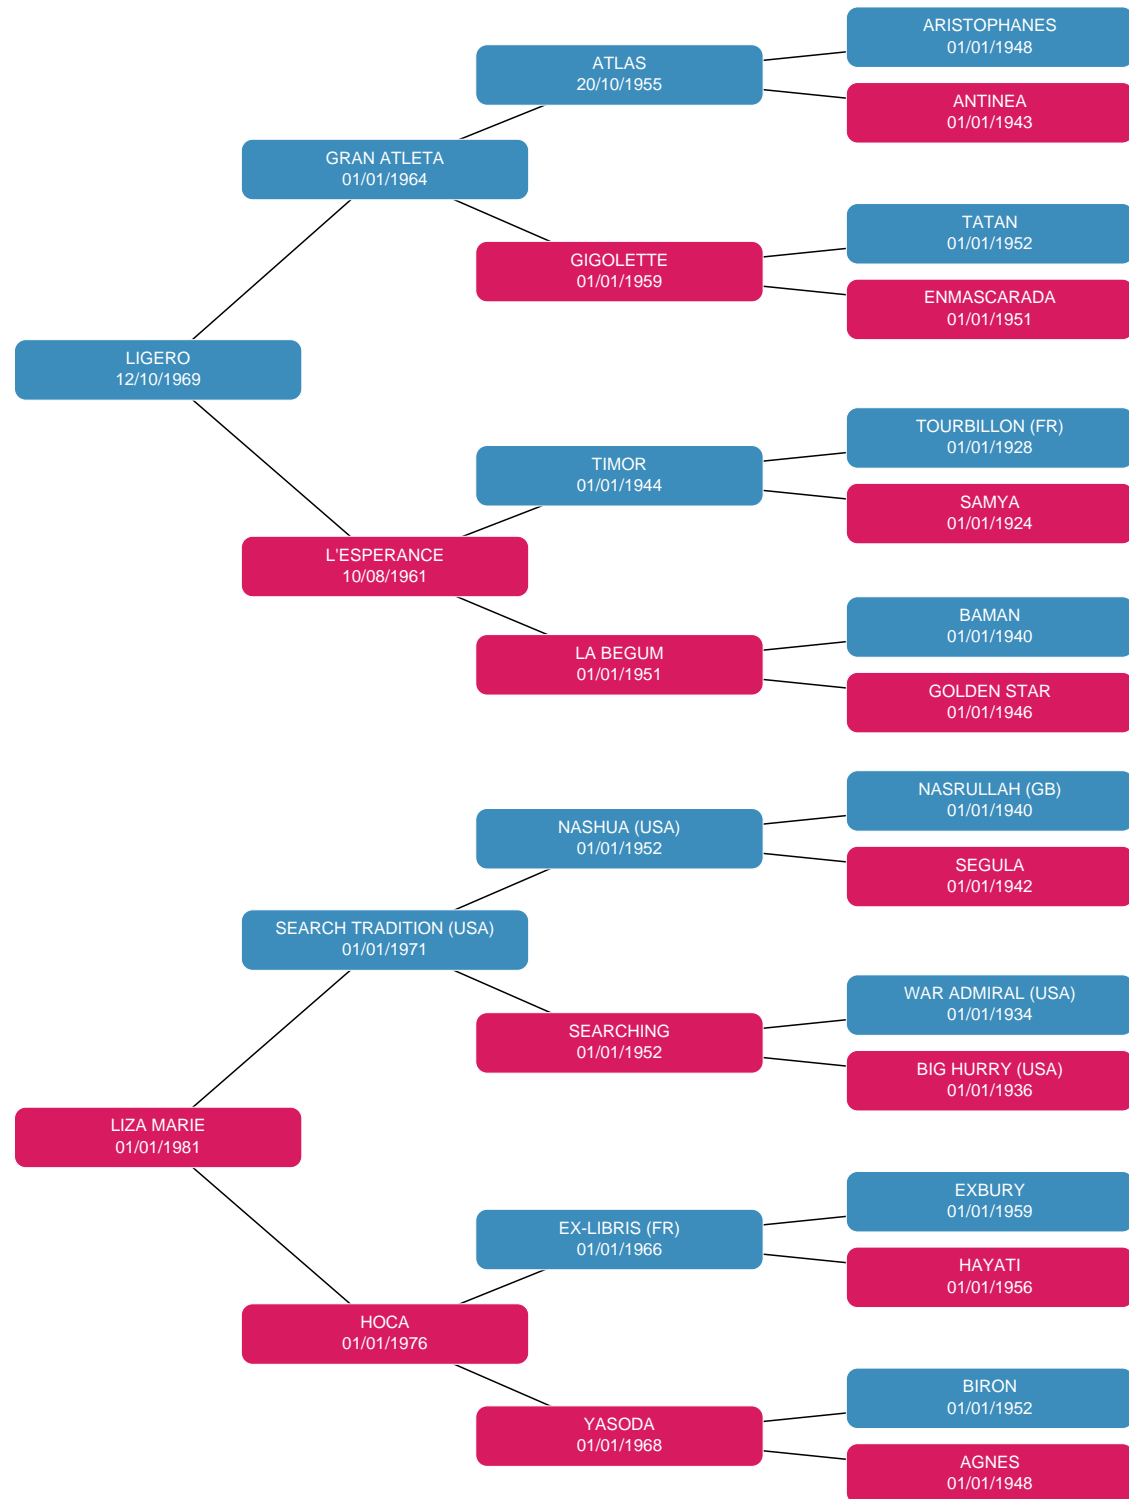 ARISTOPHANES
01/01/1948
ATLAS
20/10/1955
ANTINEA
01/01/1943
GRAN ATLETA
01/01/1964
TATAN
01/01/1952
GIGOLETTE
01/01/1959
ENMASCARADA
01/01/1951
LIGERO
12/10/1969
TOURBILLON (FR)
01/01/1928
TIMOR
01/01/1944
SAMYA
01/01/1924
L'ESPERANCE
10/08/1961
BAMAN
01/01/1940
LA BEGUM
01/01/1951
GOLDEN STAR
01/01/1946
NASRULLAH (GB)
01/01/1940
NASHUA (USA)
01/01/1952
SEGULA
01/01/1942
SEARCH TRADITION (USA)
01/01/1971
WAR ADMIRAL (USA)
01/01/1934
SEARCHING
01/01/1952
BIG HURRY (USA)
01/01/1936
LIZA MARIE
01/01/1981
EXBURY
01/01/1959
EX-LIBRIS (FR)
01/01/1966
HAYATI
01/01/1956
HOCA
01/01/1976
BIRON
01/01/1952
YASODA
01/01/1968
AGNES
01/01/1948